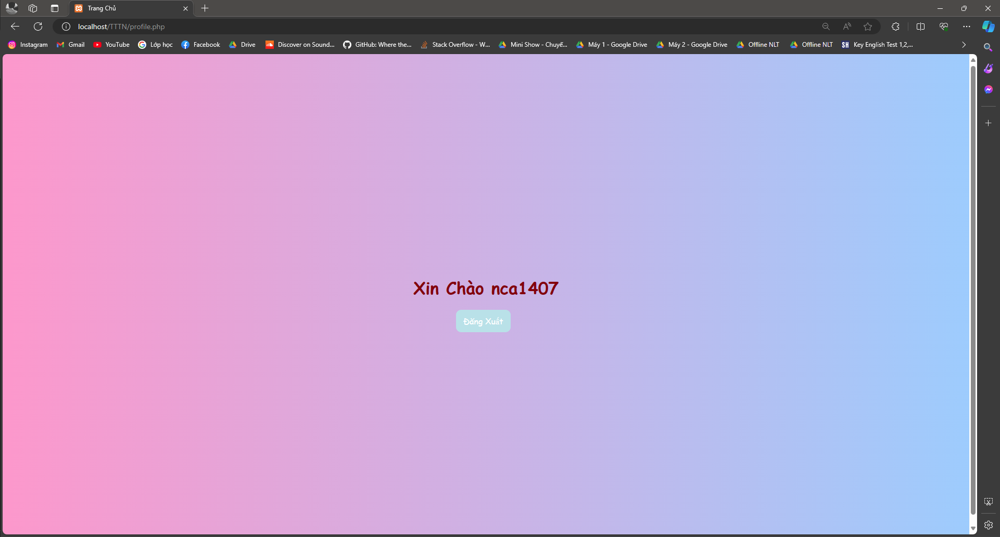 Trang Chủ
localhost/TTTN/profile.php
Instagram Gmail YouTube Lớp học Facebook Drive Discover on Sound... GitHub: Where the... Stack Overflow - W... Mini Show - Chuyể... Máy 1 - Google Drive Máy 2 - Google Drive Offline NLT Offline NLT SH Key English Test 1,2,...
Xin Chào nca1407
Đăng Xuất